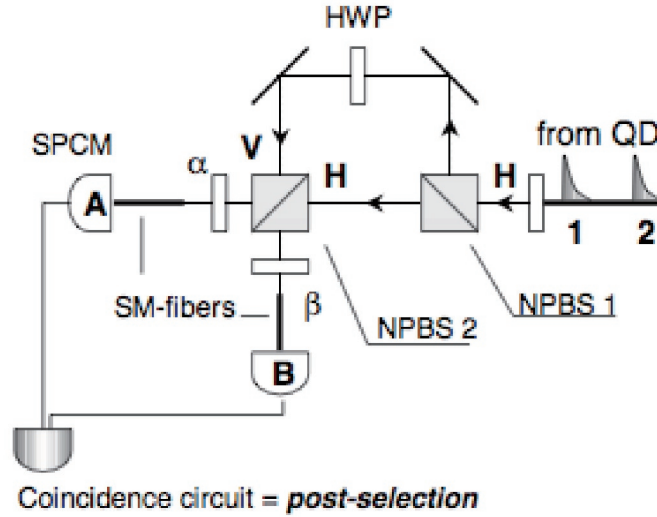 HWP
from QD
SPCM
α
V
H
H
A
1
2
SM-fibers
β
NPBS 2
NPBS 1
B
Coincidence circuit = post-selection